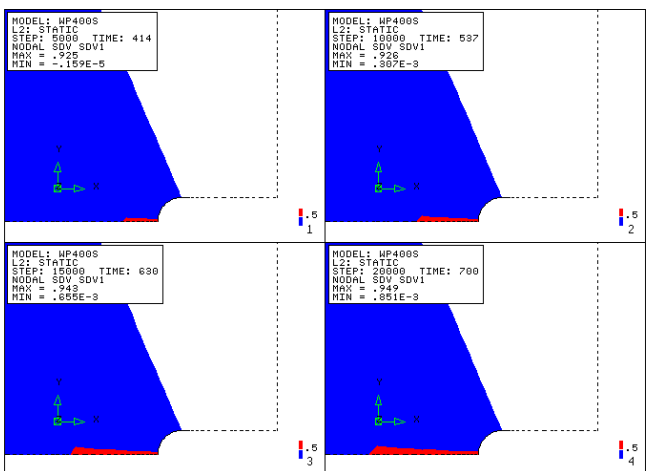 MODEL: WP400S
L2: STATIC
STEP: 5000 TIME: 414
NODAL SDV SDV1
MAX = .925
MIN = -.159E-5
Y
X
.5
1
MODEL: WP400S
L2: STATIC
STEP: 10000 TIME: 537
NODAL SDV SDV1
MAX = .926
MIN = .307E-3
Y
X
.5
2
MODEL: WP400S
L2: STATIC
STEP: 15000 TIME: 630
NODAL SDV SDV1
MAX = .943
MIN = .655E-3
Y
X
.5
3
MODEL: WP400S
L2: STATIC
STEP: 20000 TIME: 700
NODAL SDV SDV1
MAX = .949
MIN = .851E-3
Y
X
.5
4